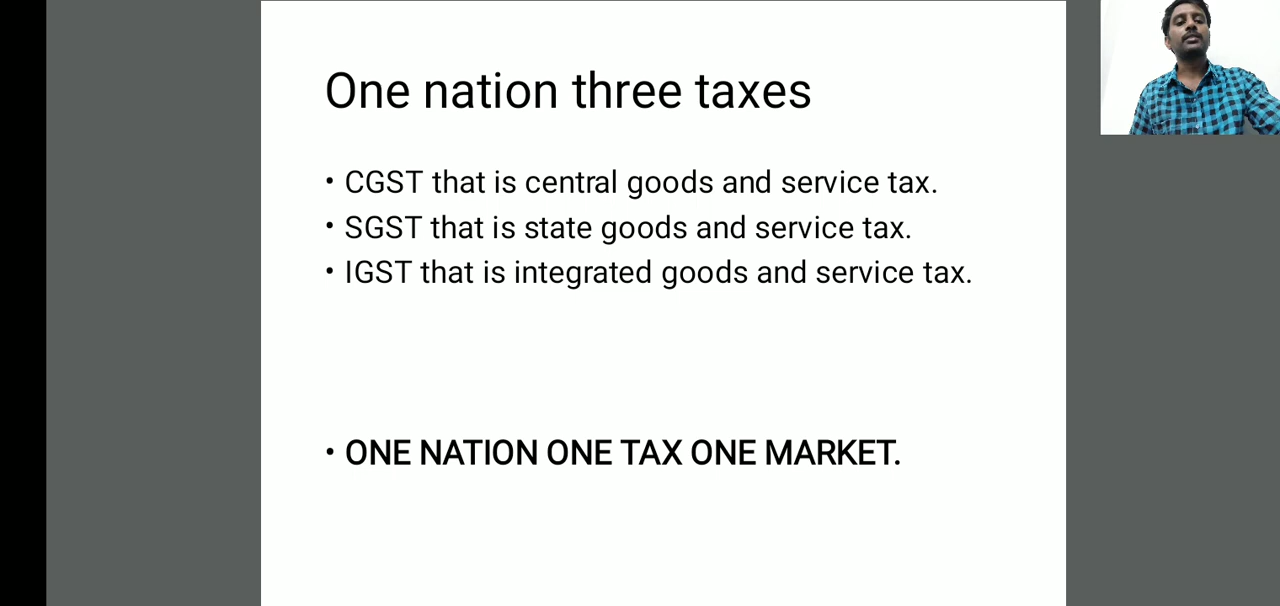 One nation three taxes
• CGST that is central goods and service tax.
• SGST that is state goods and service tax.
• IGST that is integrated goods and service tax.
• ONE NATION ONE TAX ONE MARKET.